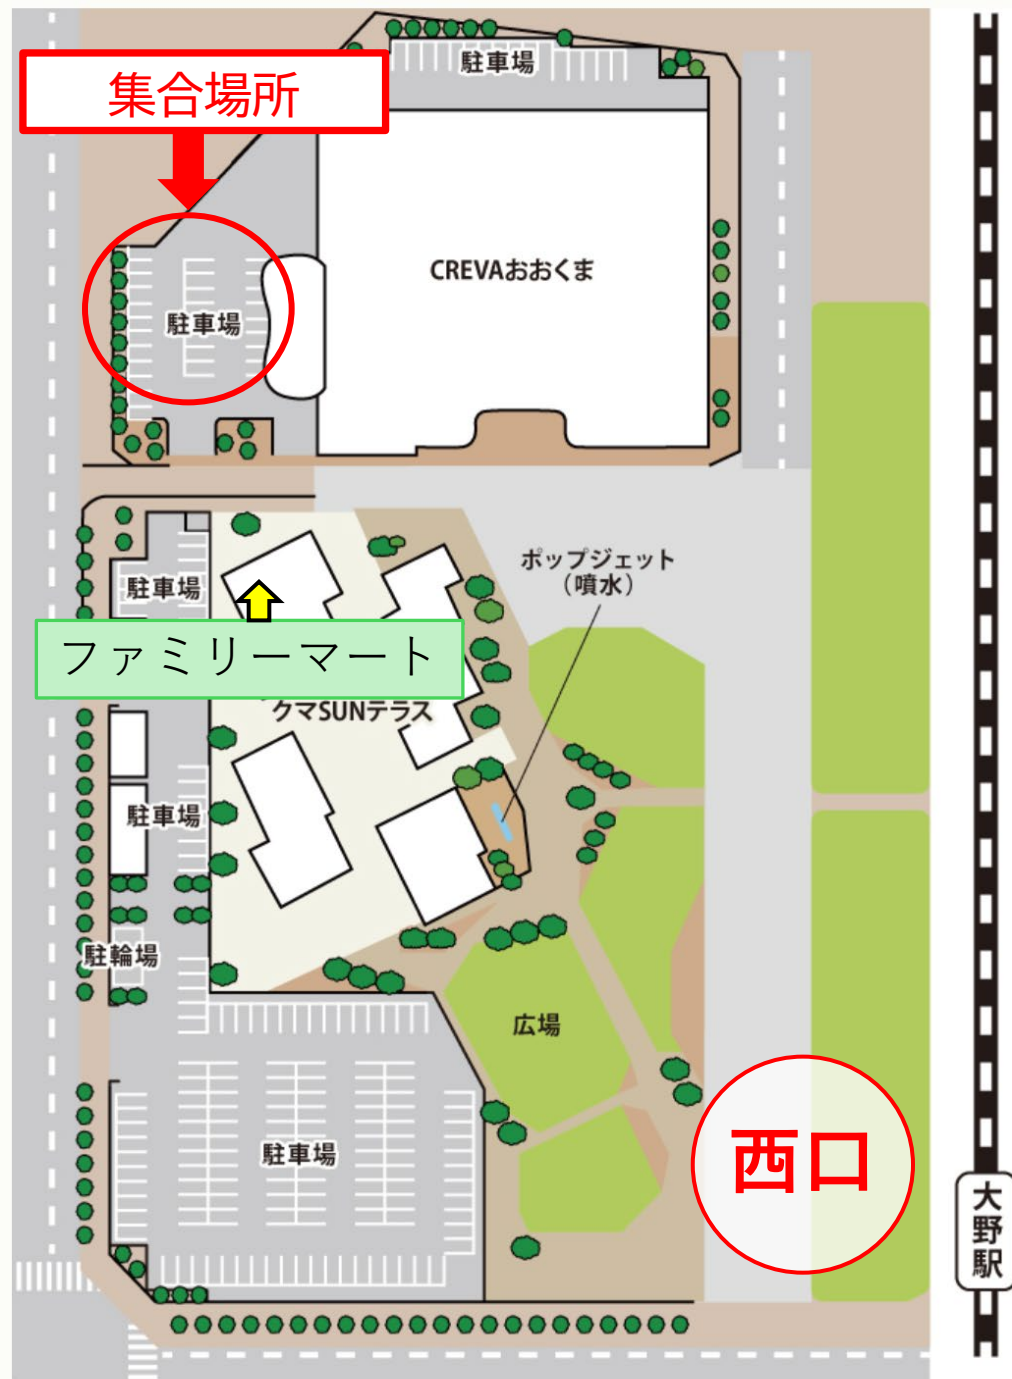 駐車場
集合場所
CREVAおおくま
駐車場
ポップジェット
（噴水）
駐車場
ファミリーマート
クマSUNテラス
駐車場
駐輪場
広場
駐車場
西口
大野駅